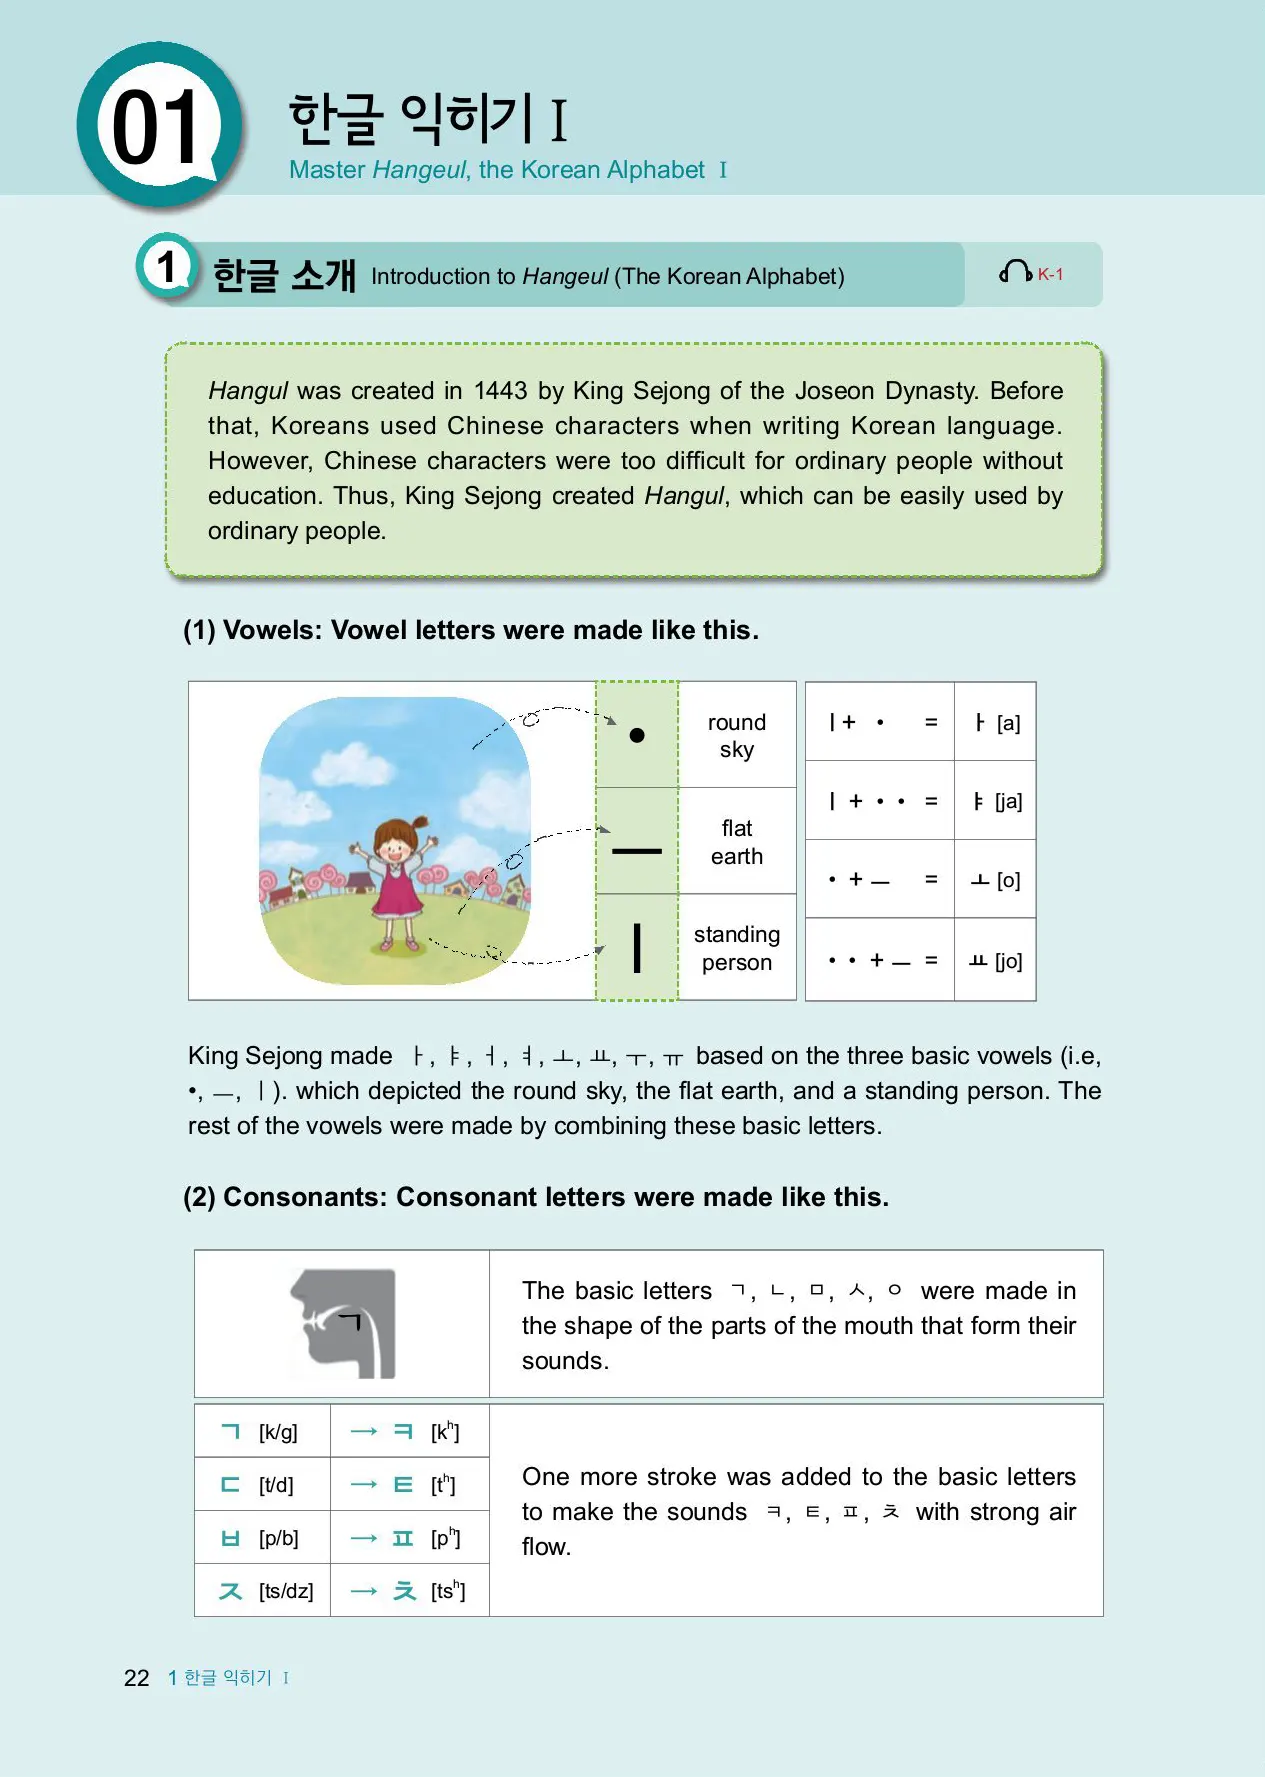 01
한글 익히기 Ⅰ
Master Hangeul, the Korean Alphabet Ⅰ
1 한글 소개 Introduction to Hangeul (The Korean Alphabet)
K-1
Hangul was created in 1443 by King Sejong of the Joseon Dynasty. Before
that, Koreans used Chinese characters when writing Korean language.
However, Chinese characters were too difficult for ordinary people without
education. Thus, King Sejong created Hangul, which can be easily used by
ordinary people.
(1) Vowels: Vowel letters were made like this.
• round
sky
ㅡ flat
earth
ㅣ standing
person
ㅣ+ • = ㅏ [a]
ㅣ + • • = ㅑ [ja]
• + ㅡ = ㅗ [o]
• • + ㅡ = ㅛ [jo]
King Sejong made ㅏ, ㅑ, ㅓ, ㅕ, ㅗ, ㅛ, ㅜ, ㅠ based on the three basic vowels (i.e,
•, ㅡ, ㅣ). which depicted the round sky, the flat earth, and a standing person. The
rest of the vowels were made by combining these basic letters.
(2) Consonants: Consonant letters were made like this.
ㄱ
The basic letters ㄱ, ㄴ, ㅁ, ㅅ, ㅇ were made in
the shape of the parts of the mouth that form their
sounds.
ㄱ [k/g] → ㅋ [kʰ]
ㄷ [t/d] → ㅌ [tʰ]
ㅂ [p/b] → ㅍ [pʰ]
ㅈ [ts/dz] → ㅊ [tsʰ]
One more stroke was added to the basic letters
to make the sounds ㅋ, ㅌ, ㅍ, ㅊ with strong air
flow.
22 1 한글 익히기 Ⅰ